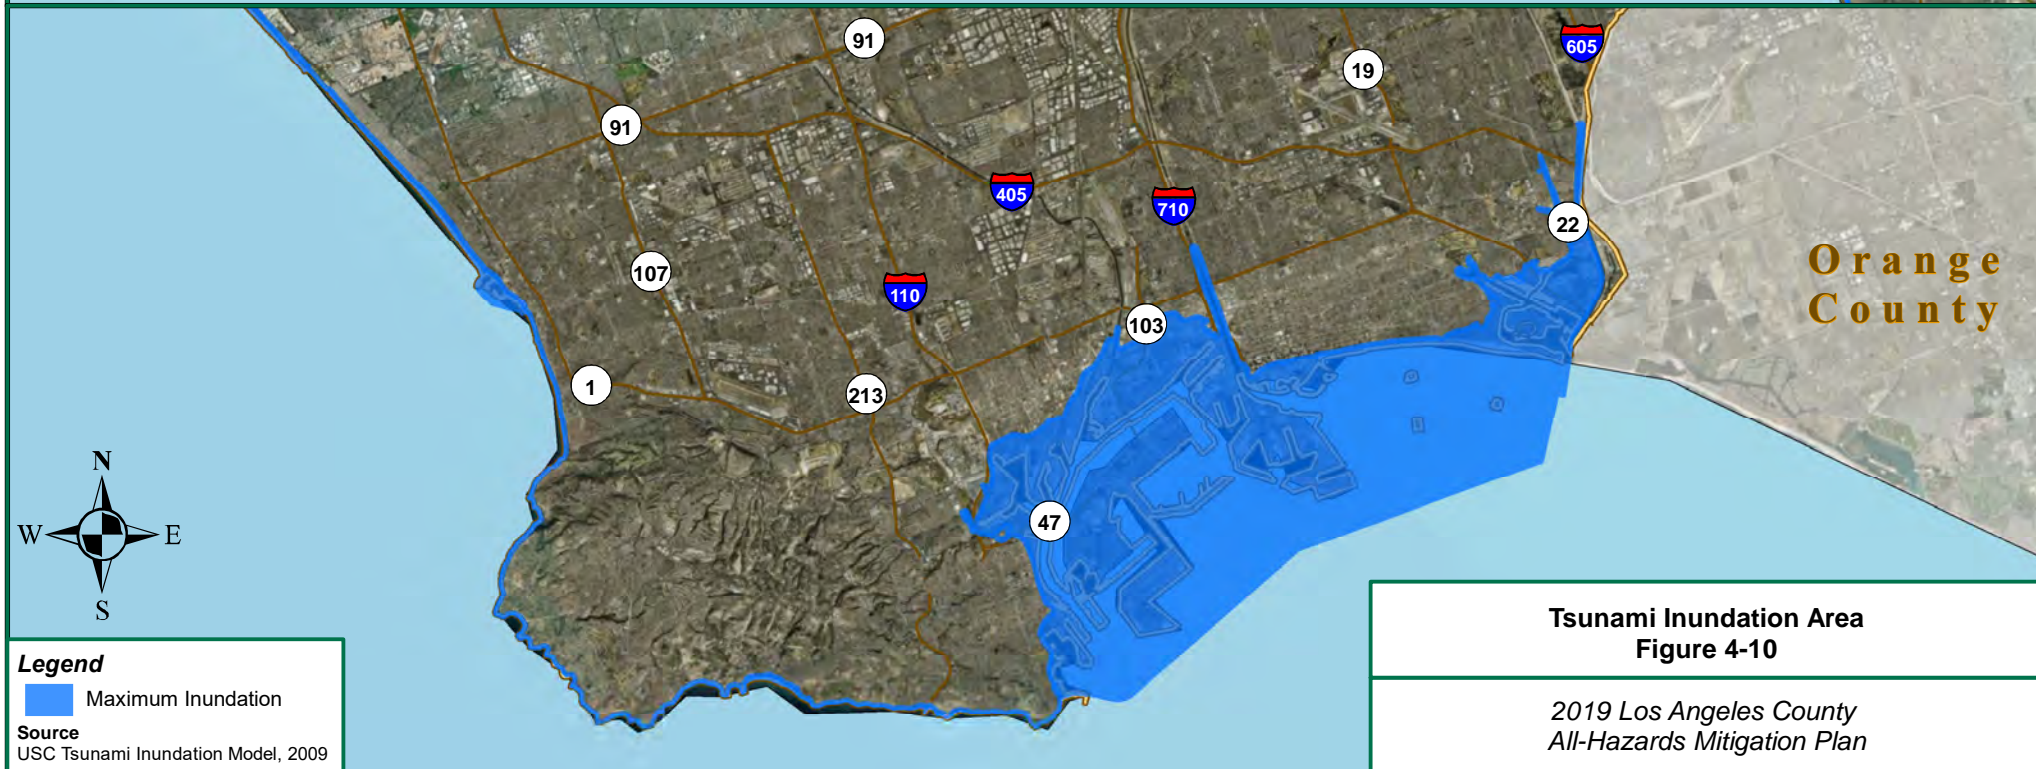 91
605
19
91
405
710
22
107
Orange
County
110
103
1
213
N
W E
S
47
Legend
Maximum Inundation
Source
USC Tsunami Inundation Model, 2009
Tsunami Inundation Area
Figure 4-10
2019 Los Angeles County
All-Hazards Mitigation Plan